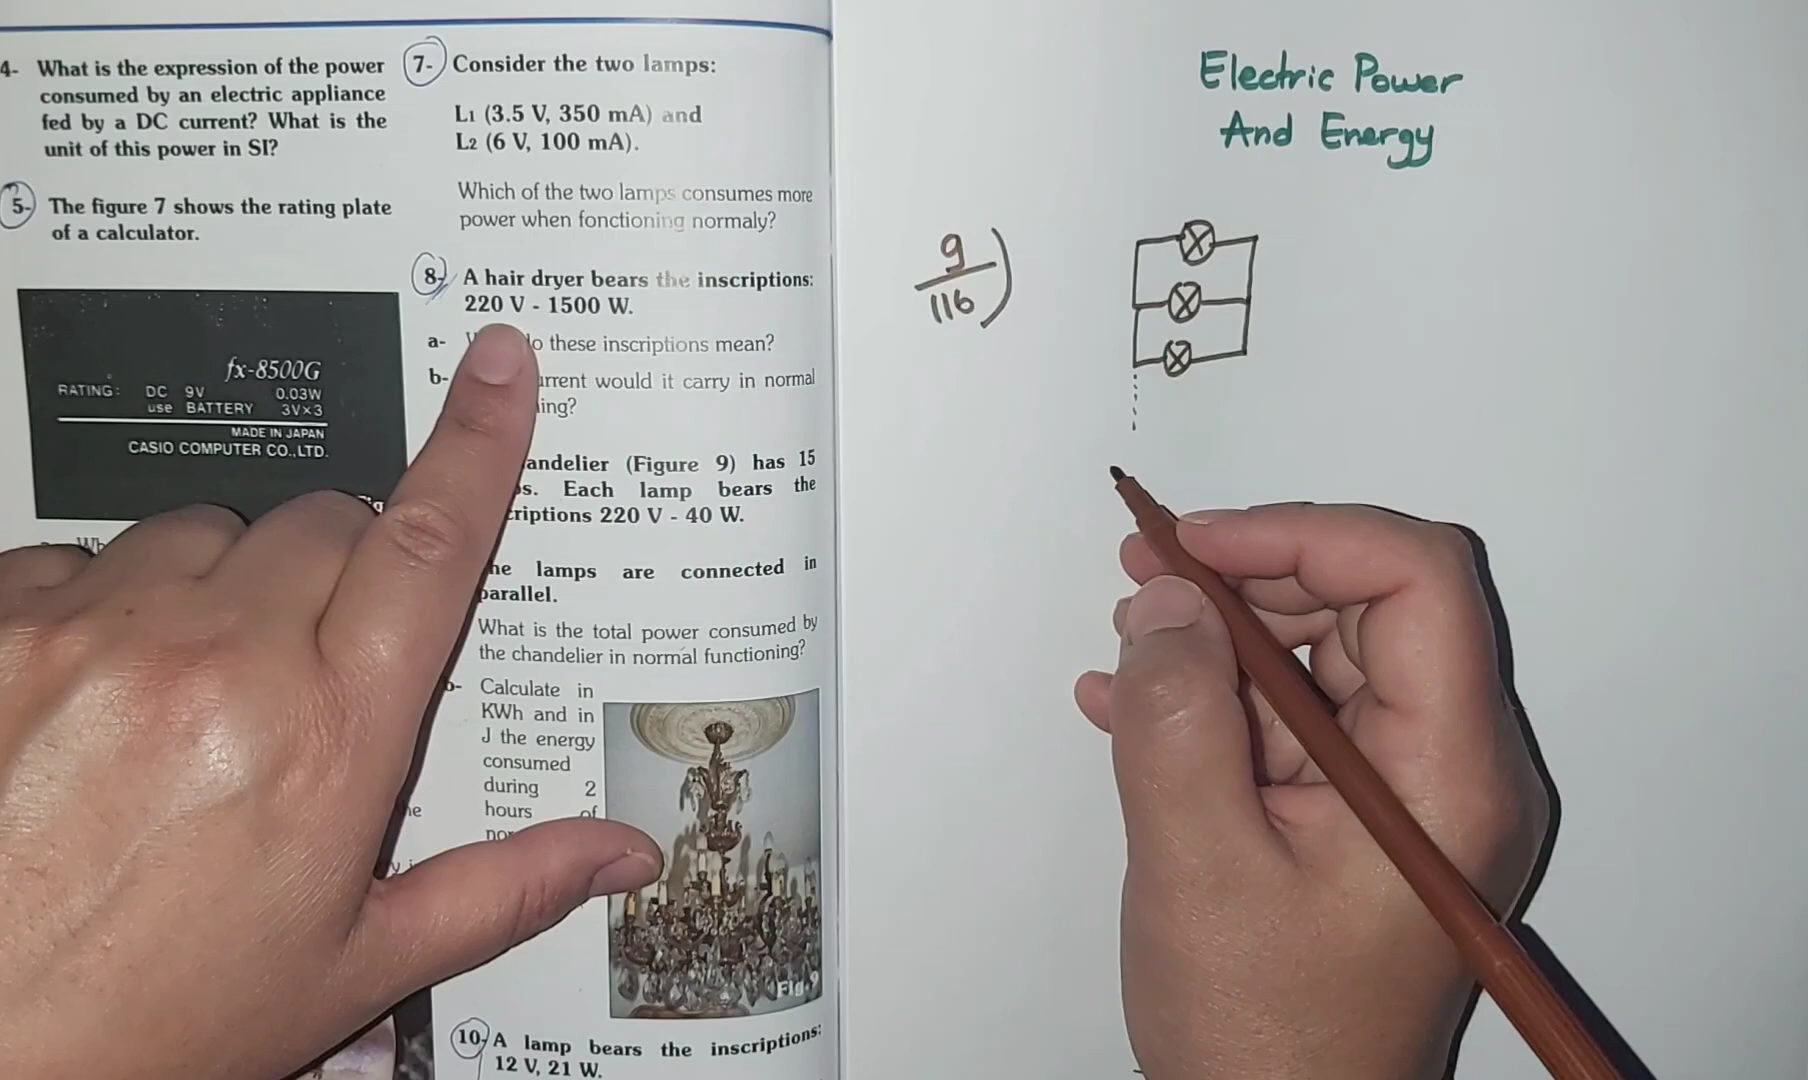 4- What is the expression of the power
consumed by an electric appliance
fed by a DC current? What is the
unit of this power in SI?
5- The figure 7 shows the rating plate
of a calculator.
fx-8500G
RATING: DC 9V 0.03W
use BATTERY 3V×3
MADE IN JAPAN
CASIO COMPUTER CO.,LTD.
7- Consider the two lamps:
L1 (3.5 V, 350 mA) and
L2 (6 V, 100 mA).
Which of the two lamps consumes more
power when fonctioning normaly?
8- A hair dryer bears the inscriptions:
220 V - 1500 W.
a- these inscriptions mean?
b- would it carry in normal
has 15
(Figure 9)
Each lamp bears the
220 V - 40 W.
lamps are connected in
parallel.
What is the total power consumed by
the chandelier in normal functioning?
b- Calculate in
KWh and in
J the energy
consumed
during 2
hours of
Fig.9
10- A lamp bears the inscriptions:
12 V, 21 W.
Electric Power
And Energy
9
116)